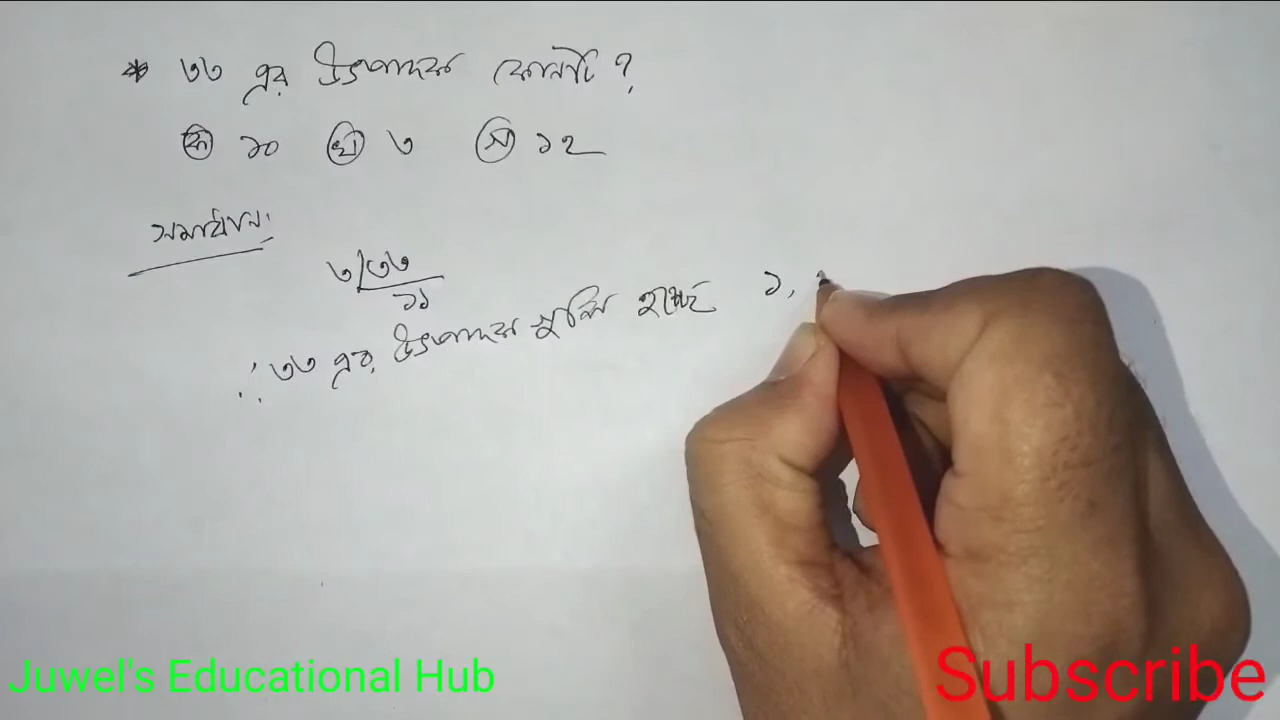 * ৩৩ এর উৎপাদক কোনটি ?
(ক) ১০ (খ) ৩ (গ) ১২
সমাধান:
৩/৩৩
১১
∴ ৩৩ এর উৎপাদক গুলি হচ্ছে ১,
Juwel's Educational Hub
Subscribe